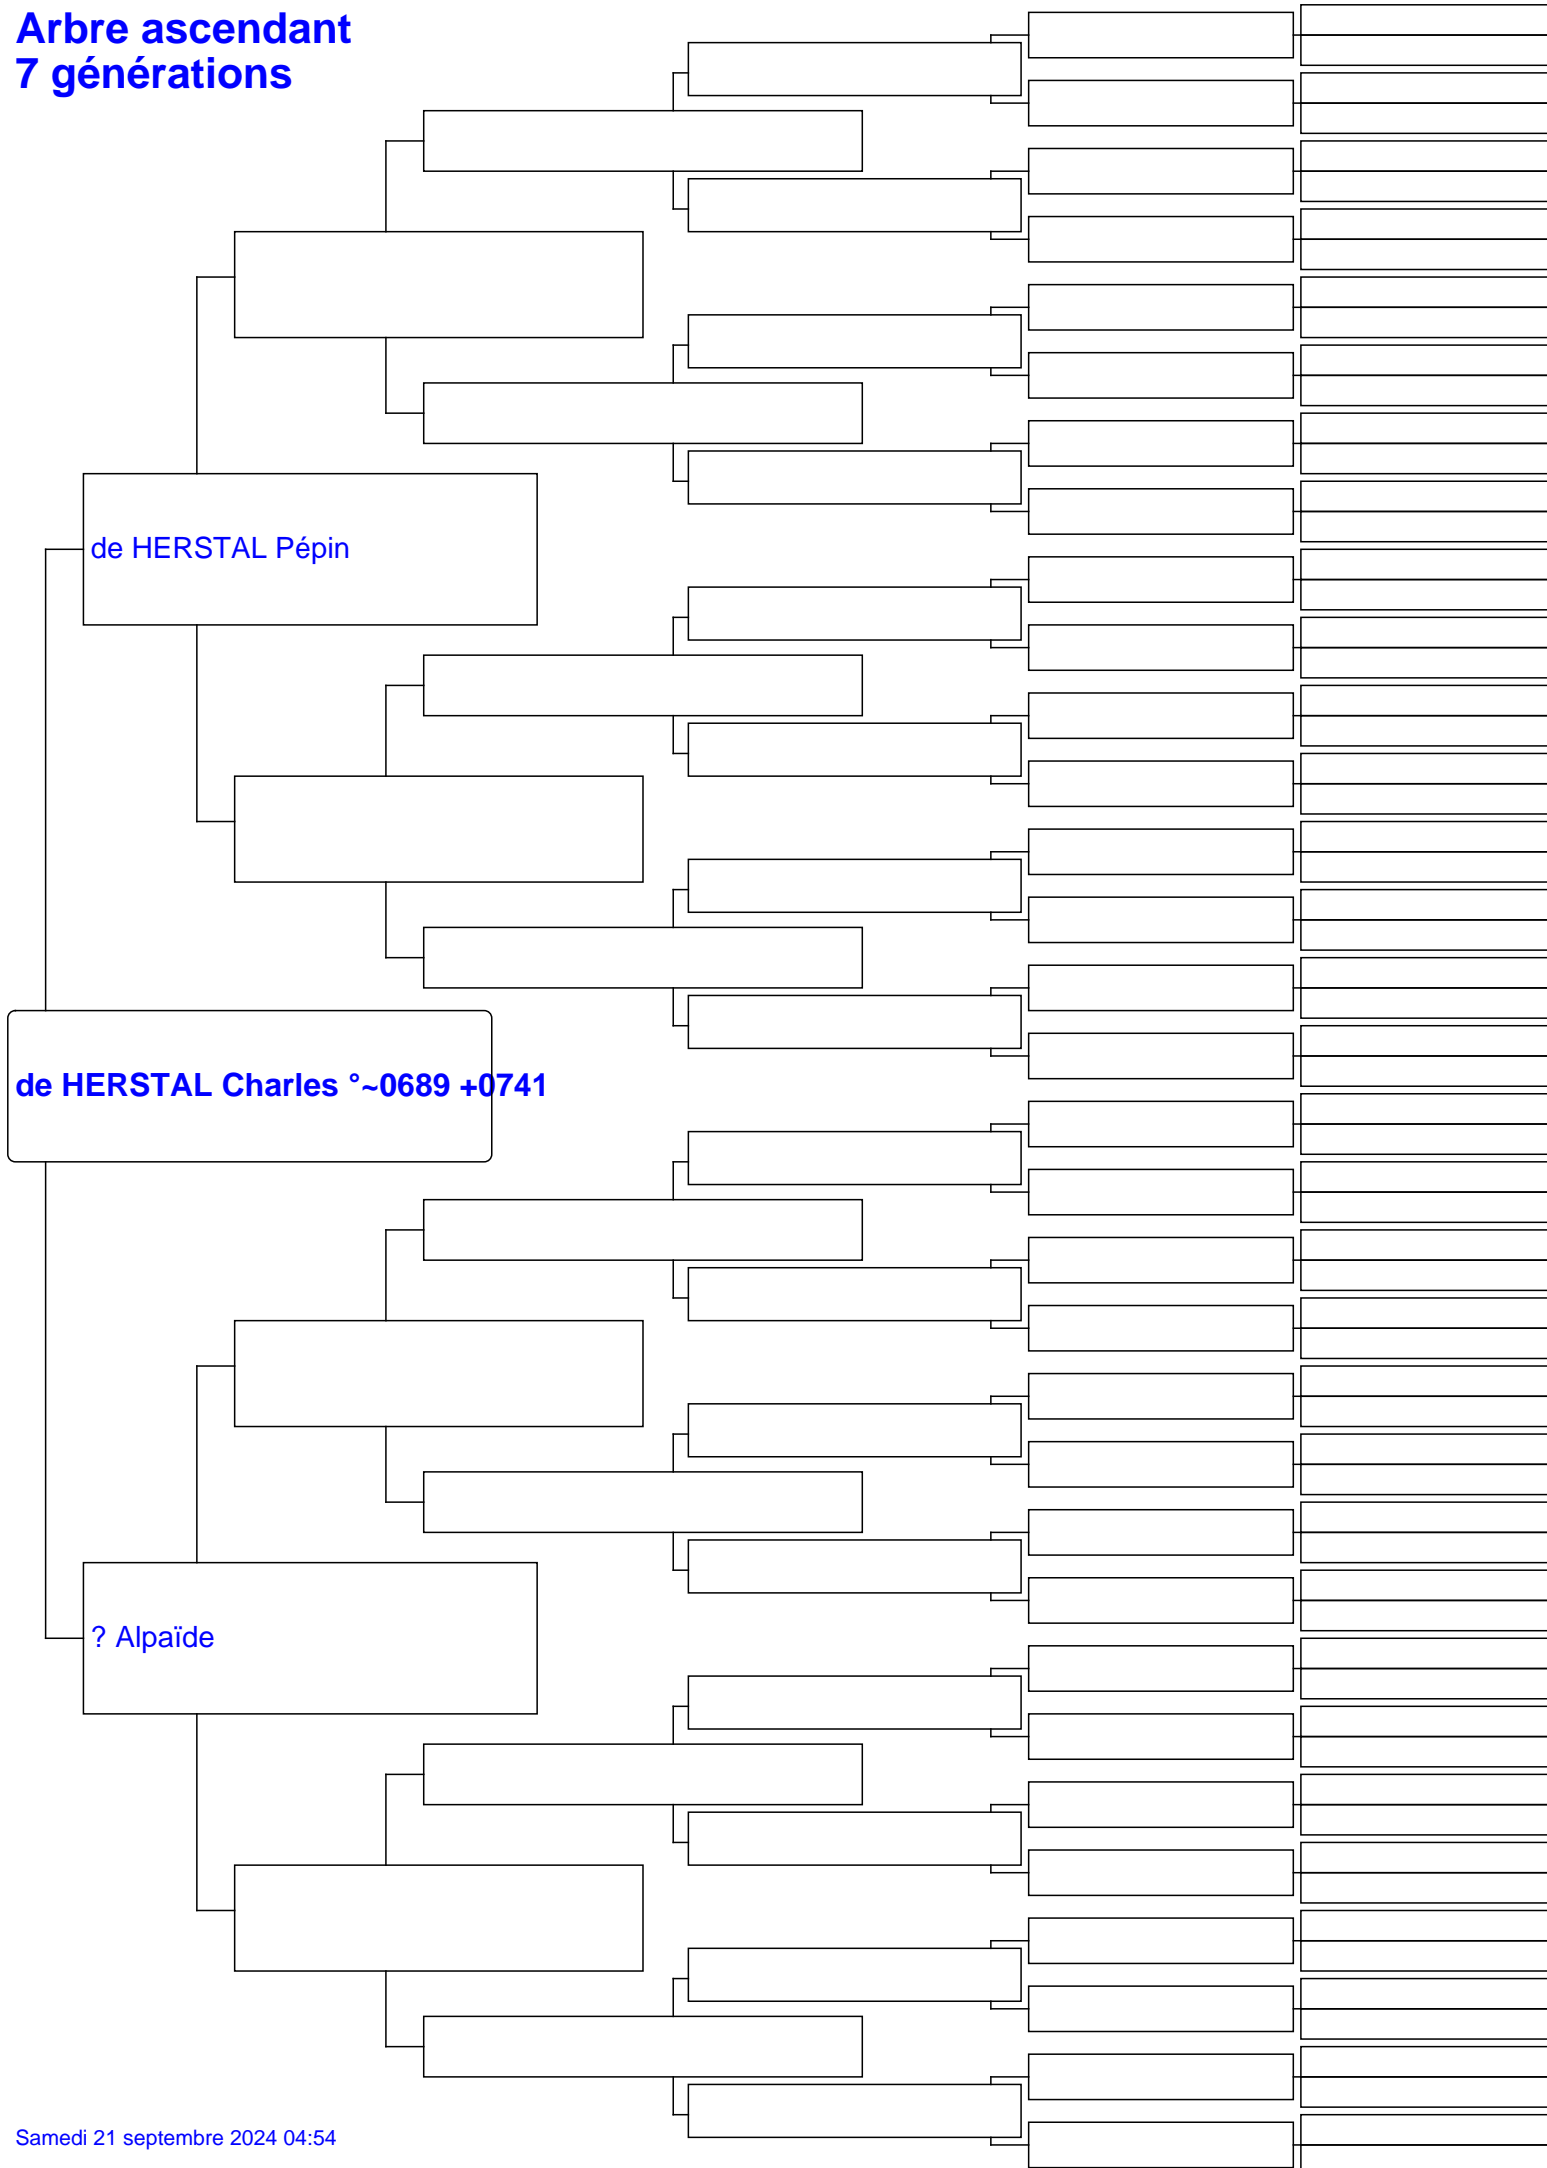 Arbre ascendant
7 générations
de HERSTAL Pépin
de HERSTAL Charles °~0689 +0741
? Alpaïde
Samedi 21 septembre 2024 04:54